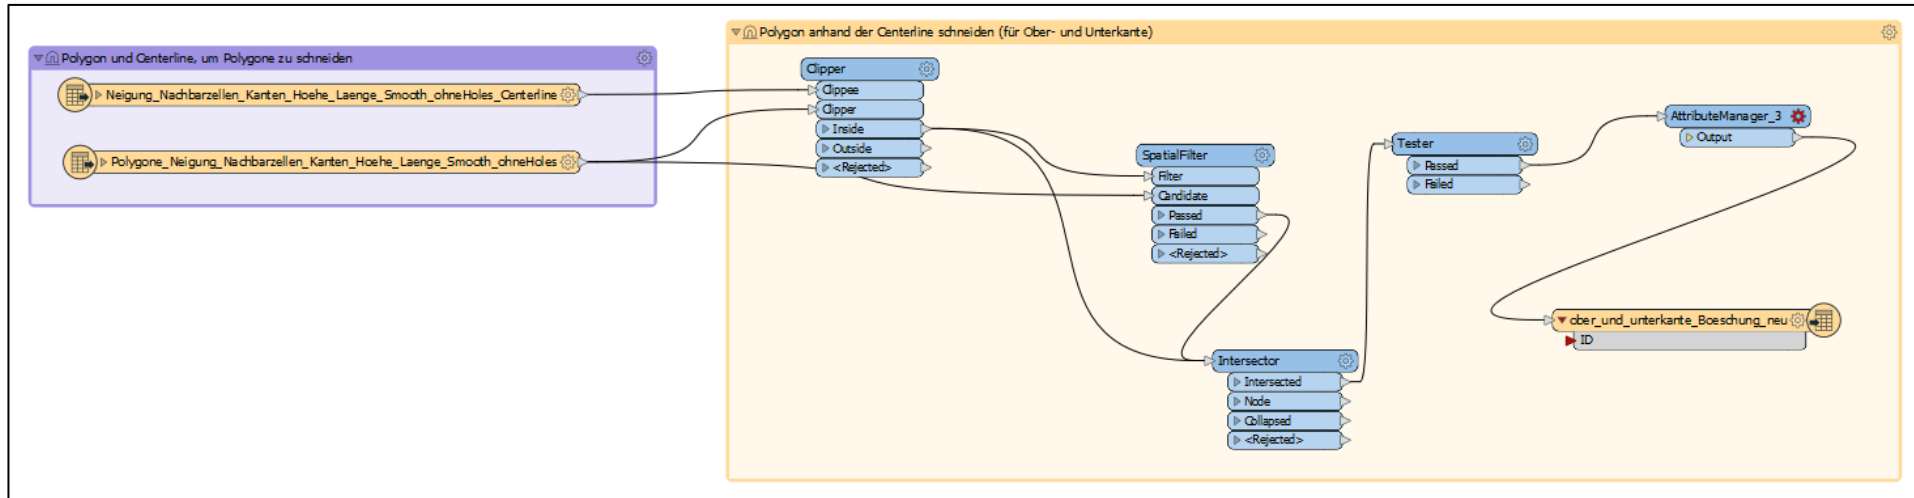 Polygon und Centerline, um Polygone zu schneiden
Neigung_Nachbarzellen_Kanten_Hoehe_Laenge_Smooth_ohneHoles_Centerline
Polygone_Neigung_Nachbarzellen_Kanten_Hoehe_Laenge_Smooth_ohneHoles
Polygon anhand der Centerline schneiden (für Ober- und Unterkante)
Clipper
Clippee
Clipper
Inside
Outside
<Rejected>
SpatialFilter
Filter
Candidate
Passed
Failed
<Rejected>
Intersector
Intersected
Node
Collapsed
<Rejected>
Tester
Passed
Failed
AttributeManager_3
Output
ober_und_unterkante_Boeschung_neu
ID